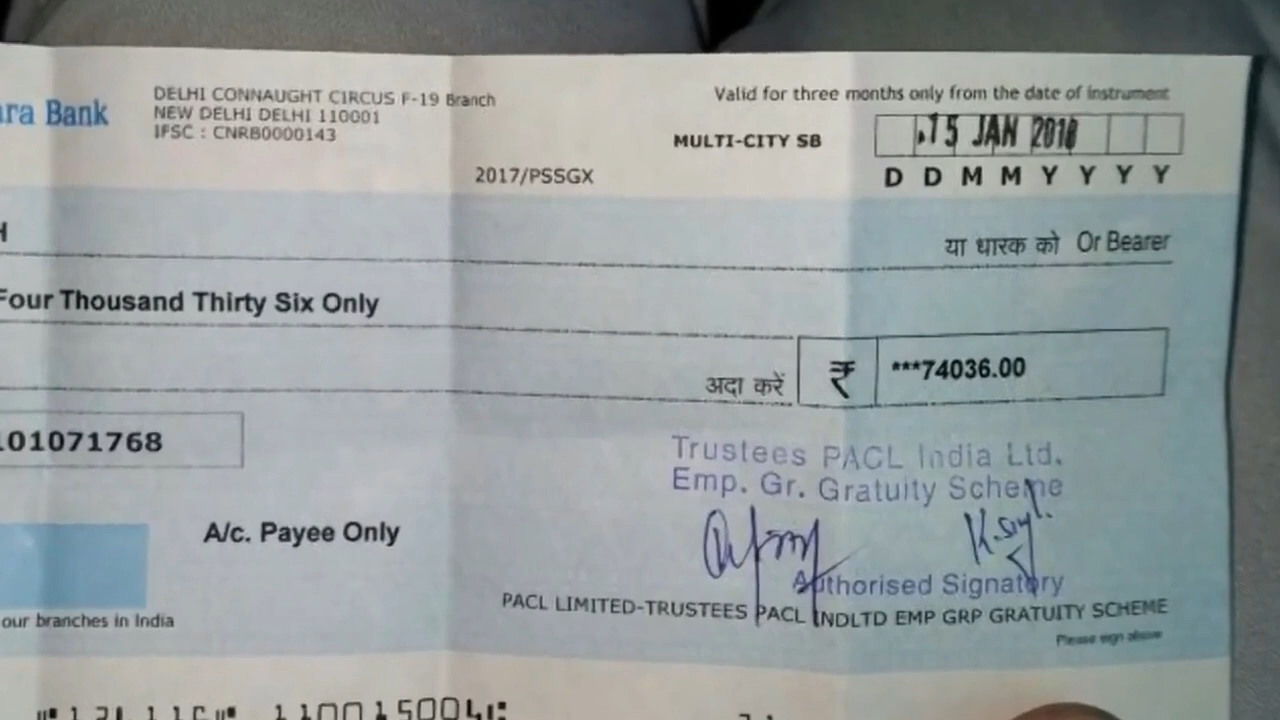 ara Bank
DELHI CONNAUGHT CIRCUS F-19 Branch
NEW DELHI DELHI 110001
IFSC : CNRB0000143
2017/PSSGX
Valid for three months only from the date of instrument
MULTI-CITY SB
15 JAN 2018
D D M M Y Y Y Y
H
या धारक को Or Bearer
Four Thousand Thirty Six Only
अदा करें ₹ ***74036.00
101071768
Trustees PACL India Ltd.
Emp. Gr. Gratuity Scheme
A/c. Payee Only
Authorised Signatory
PACL LIMITED-TRUSTEES PACL INDLTD EMP GRP GRATUITY SCHEME
our branches in India
Please sign above